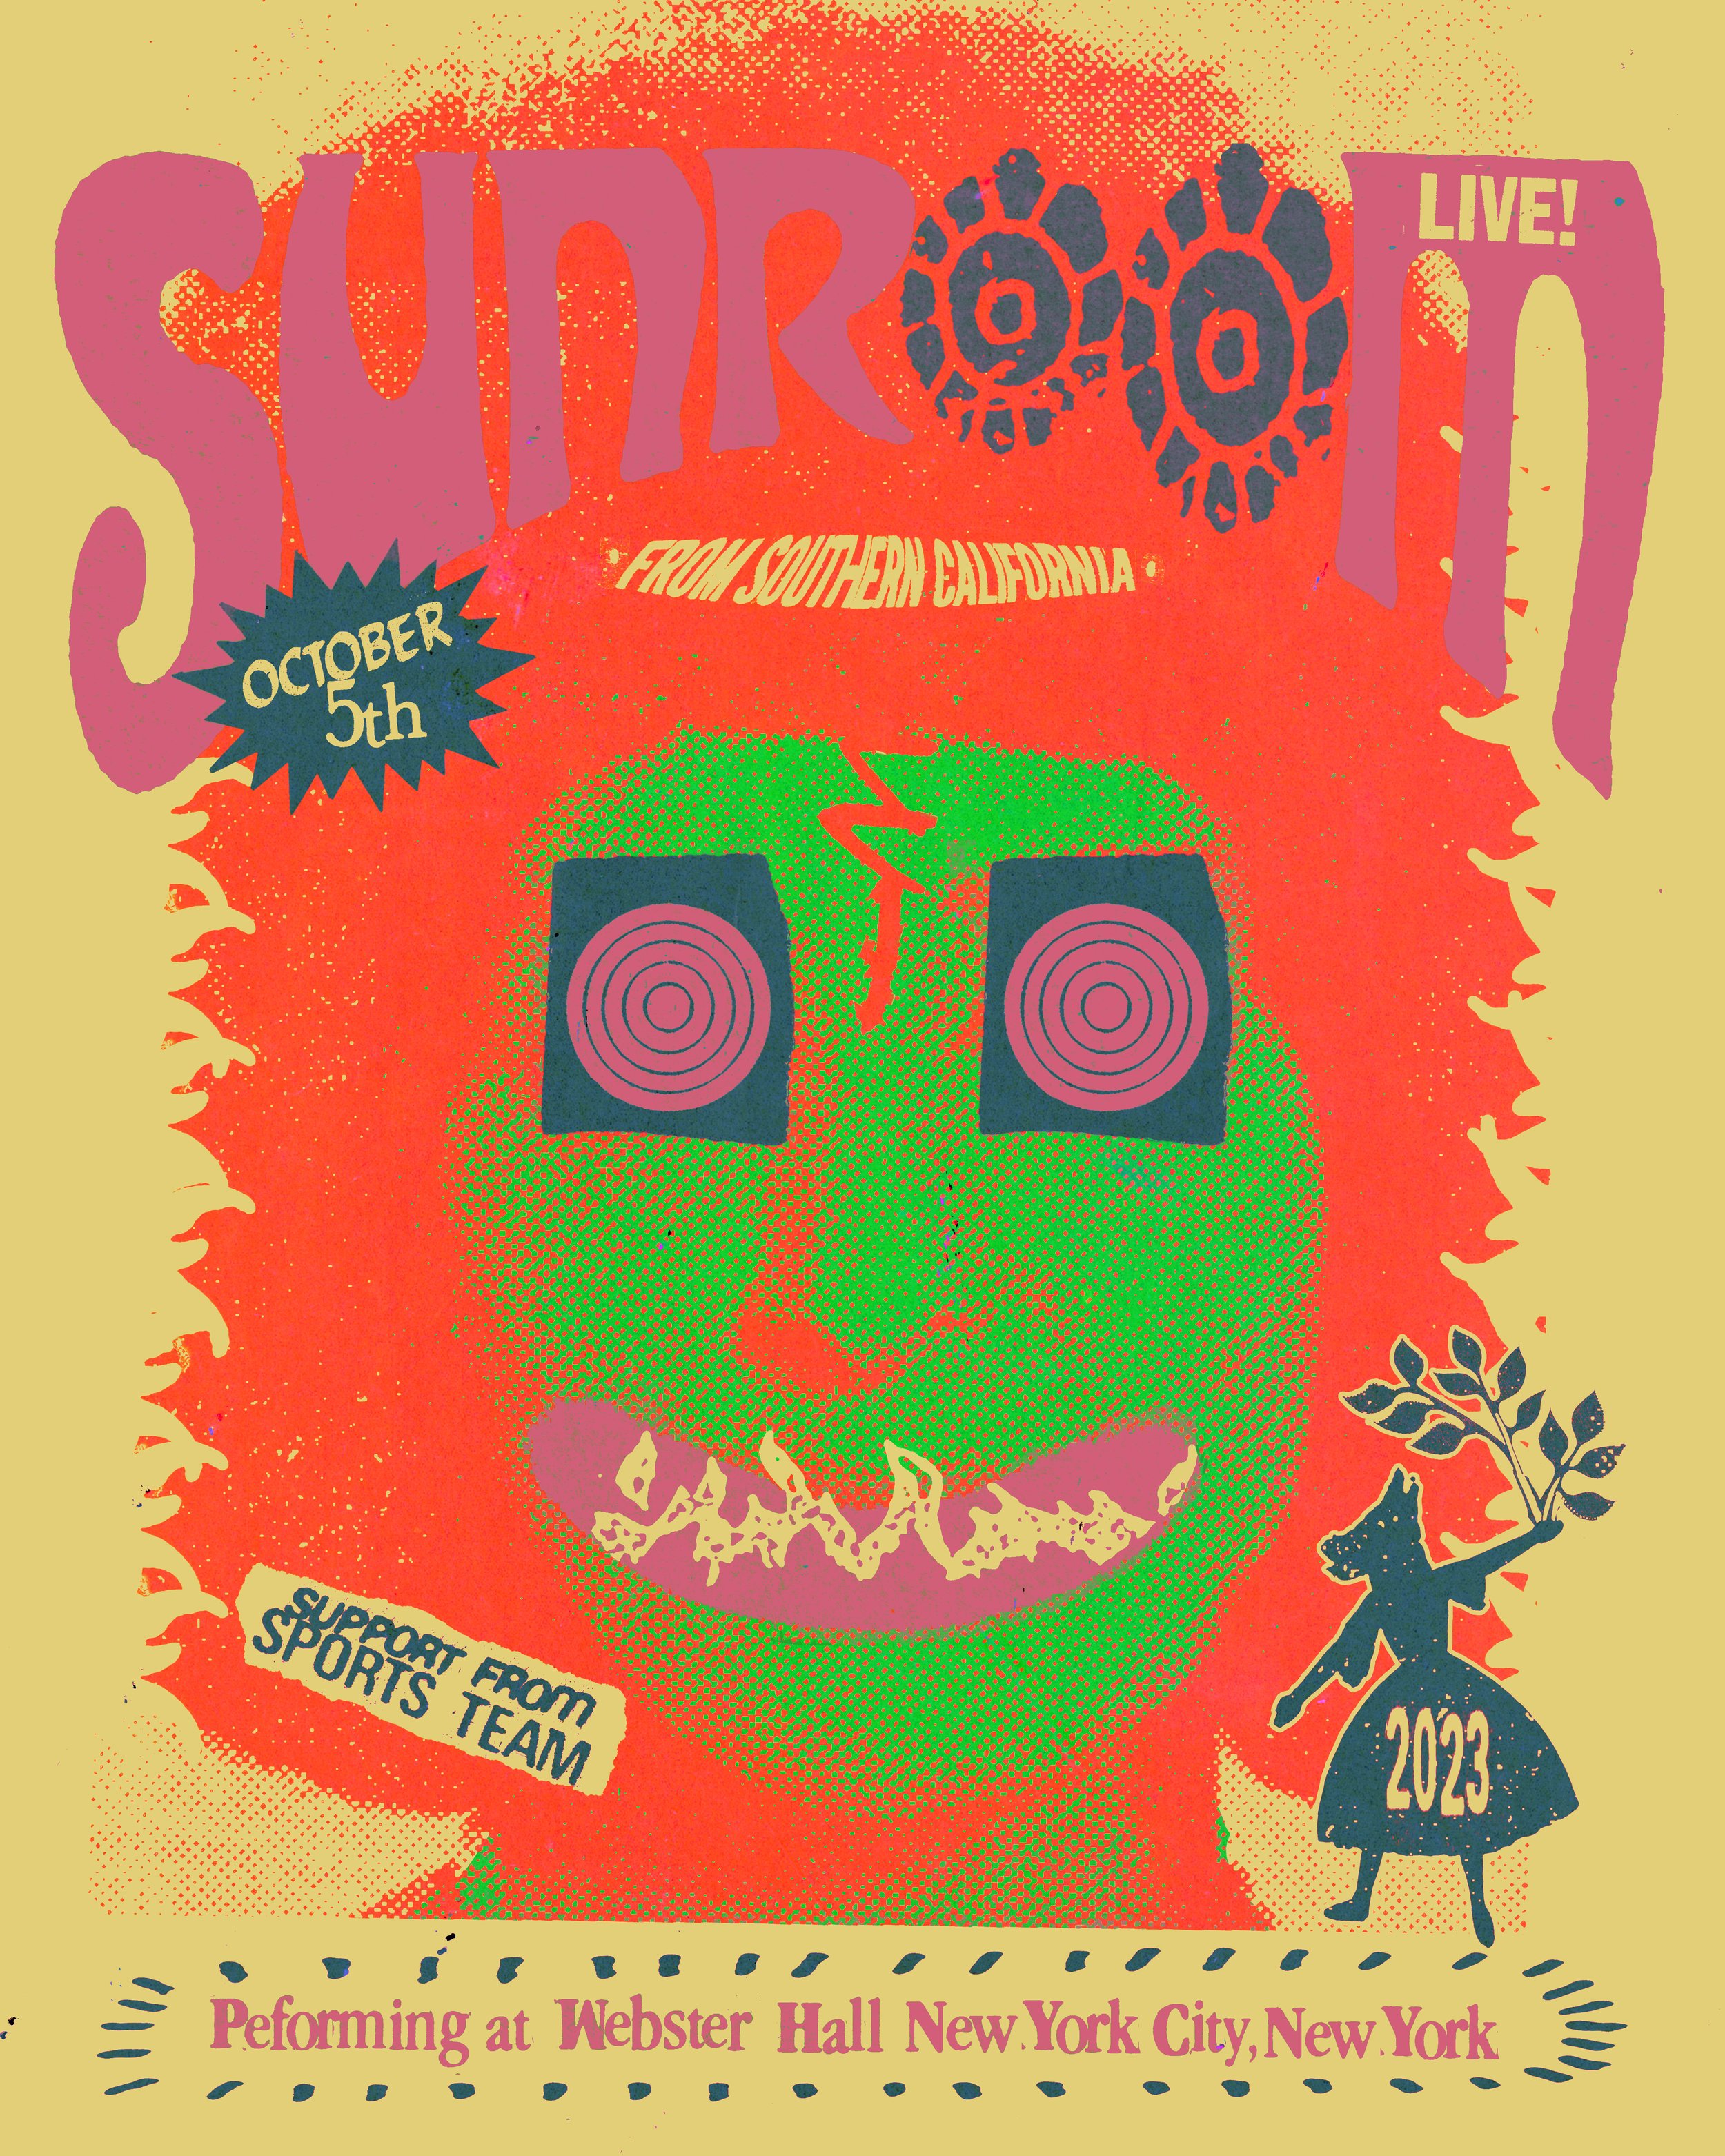 SUNROOM
LIVE!
FROM SOUTHERN CALIFORNIA
OCTOBER
5th
SUPPORT FROM
SPORTS TEAM
2023
Peforming at Webster Hall New York City, New York